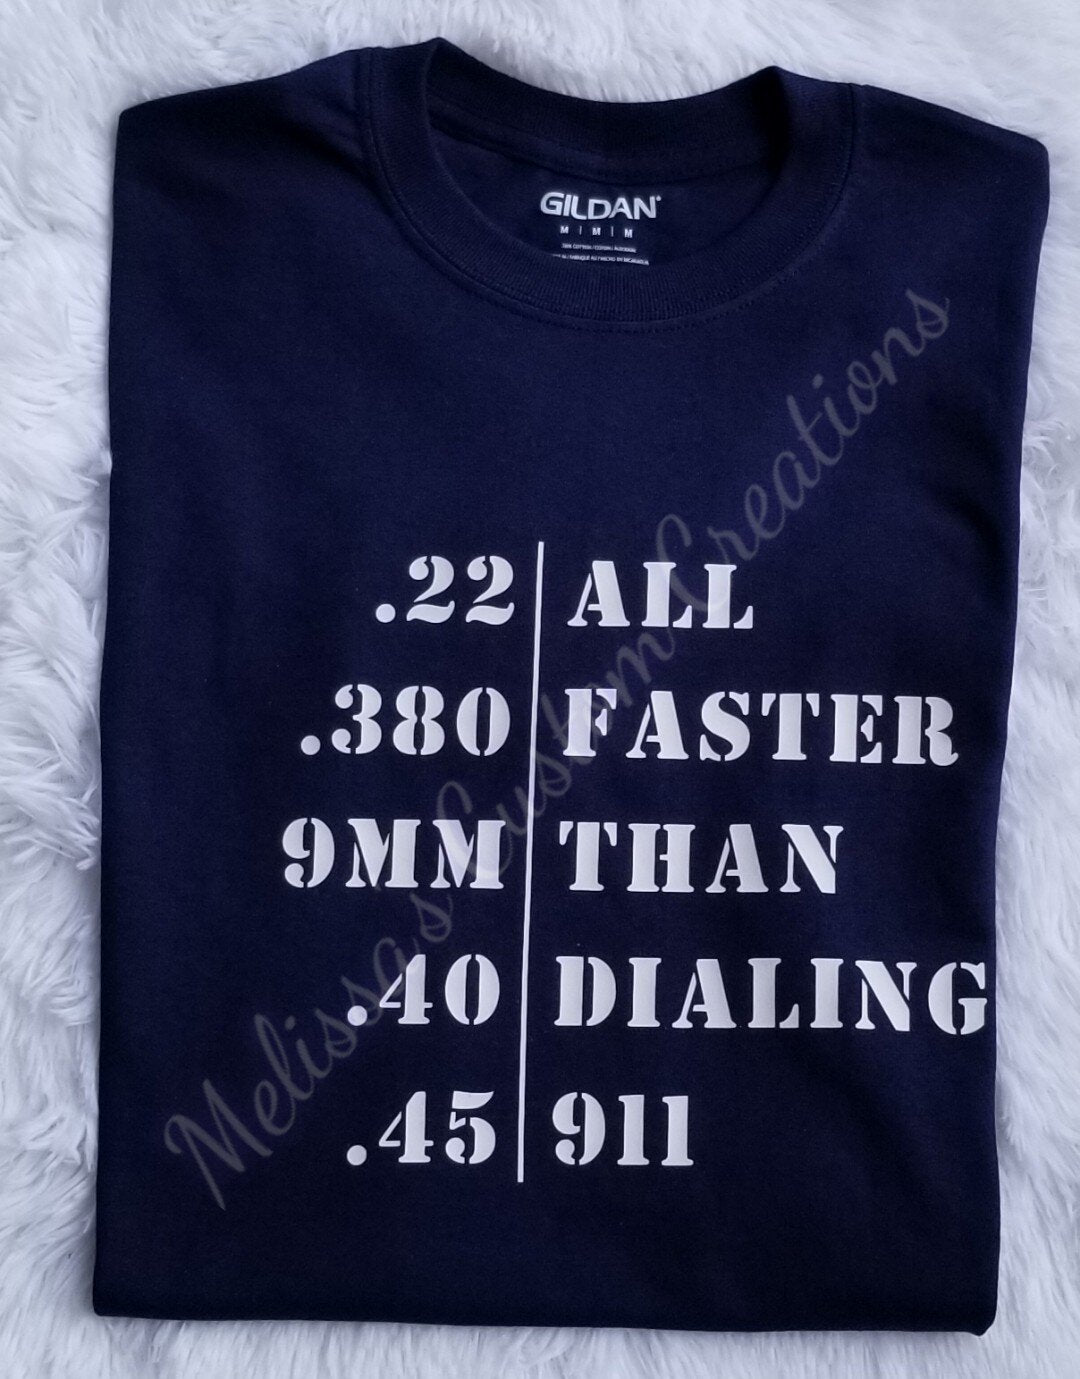 GILDAN®
M | M | M
.22 ALL
.380 FASTER
9MM THAN
.40 DIALING
.45 911
Melissa's Custom Creations